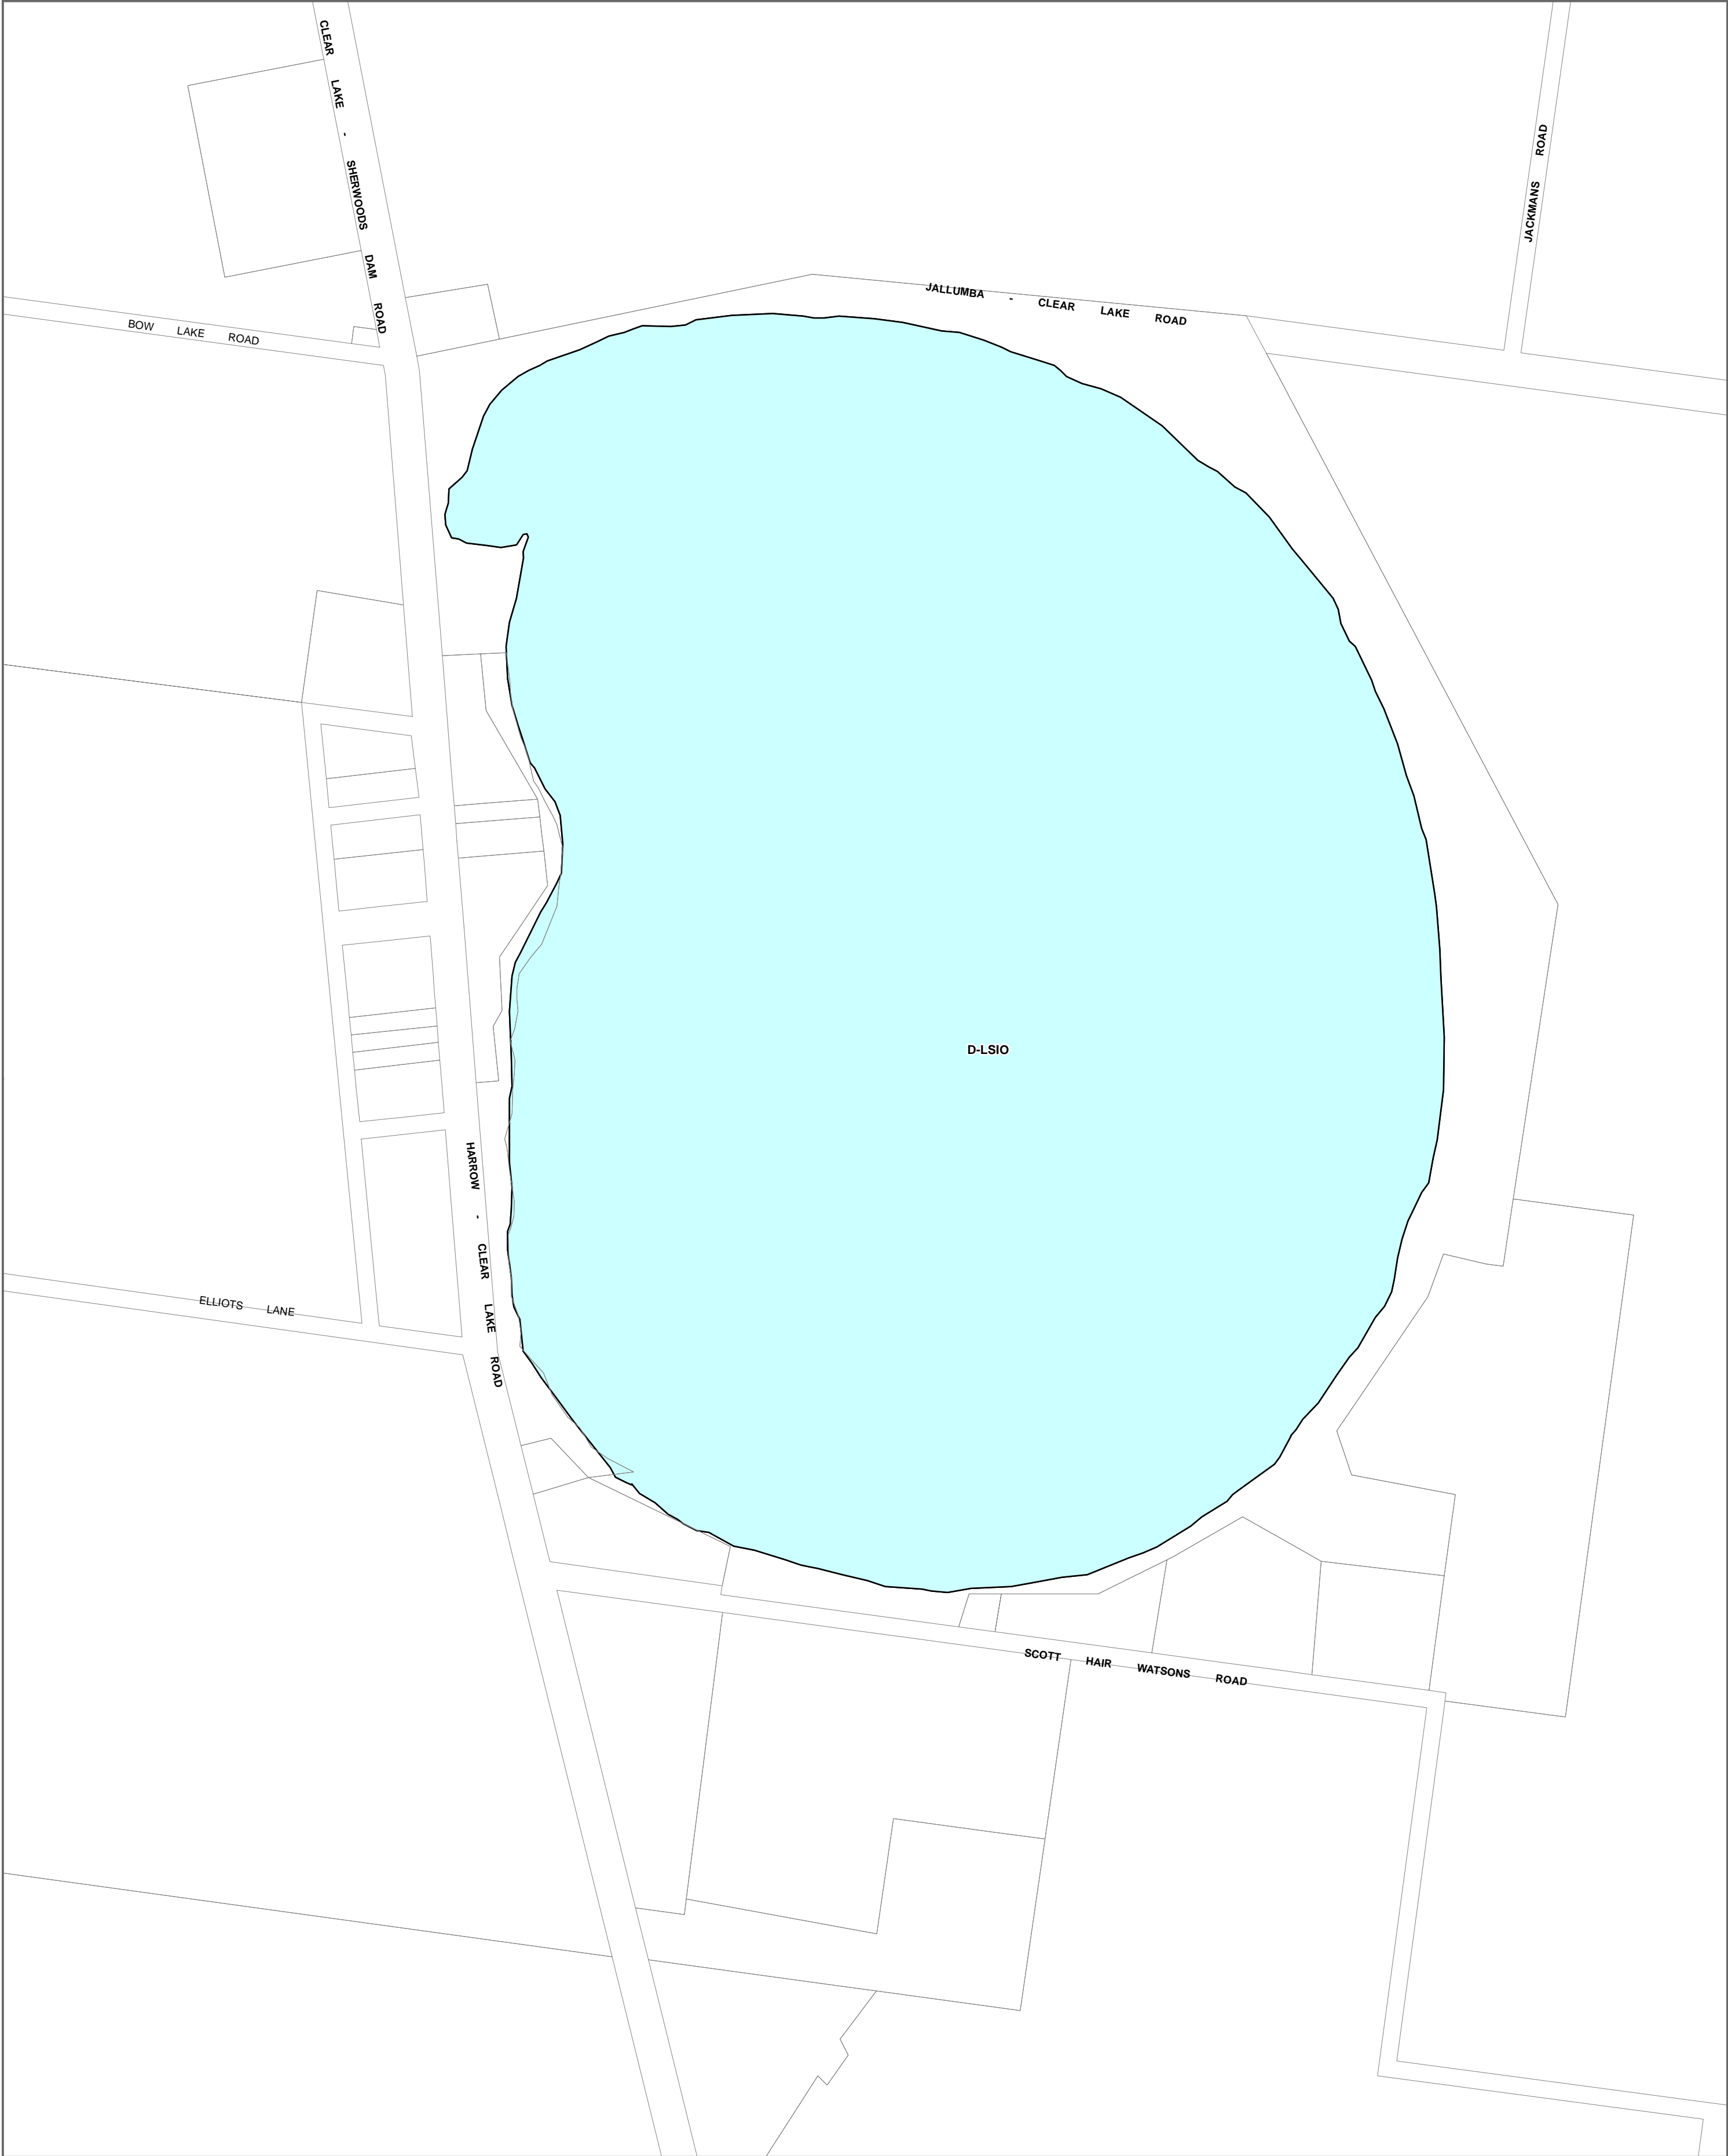 CLEAR LAKE - SHERWOODS DAM ROAD
JACKMANS ROAD
JALLUMBA - CLEAR LAKE ROAD
BOW LAKE ROAD
D-LSIO
HARROW - CLEAR LAKE ROAD
ELLIOTS LANE
SCOTT HAIR WATSONS ROAD